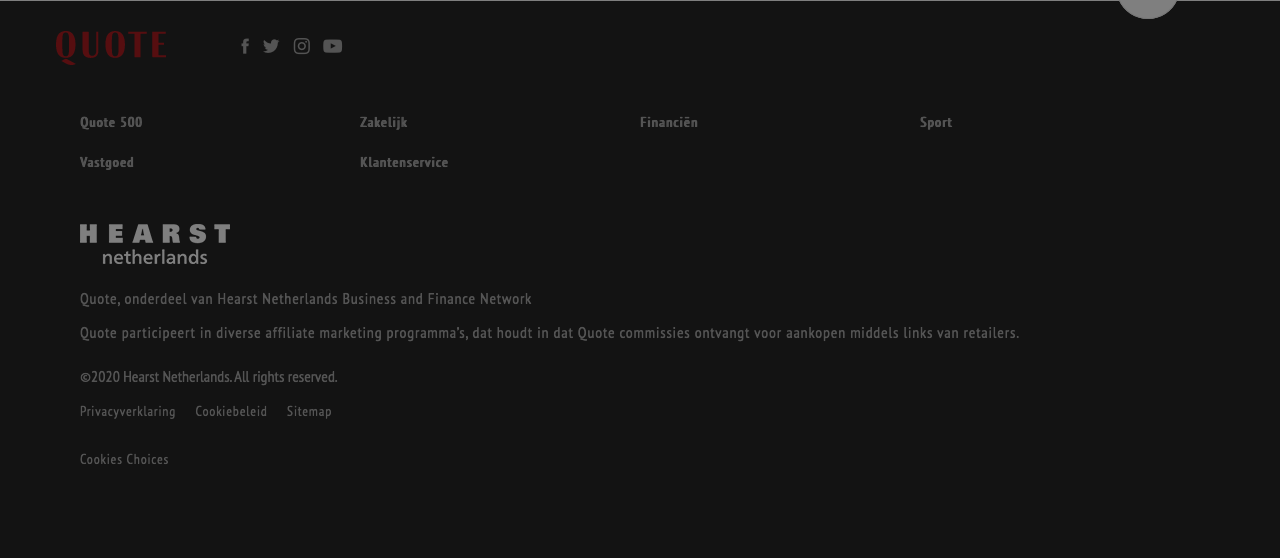 QUOTE
Quote 500 Zakelijk Financiën Sport
Vastgoed Klantenservice
HEARST
netherlands
Quote, onderdeel van Hearst Netherlands Business and Finance Network
Quote participeert in diverse affiliate marketing programma's, dat houdt in dat Quote commissies ontvangt voor aankopen middels links van retailers.
©2020 Hearst Netherlands. All rights reserved.
Privacyverklaring Cookiebeleid Sitemap
Cookies Choices